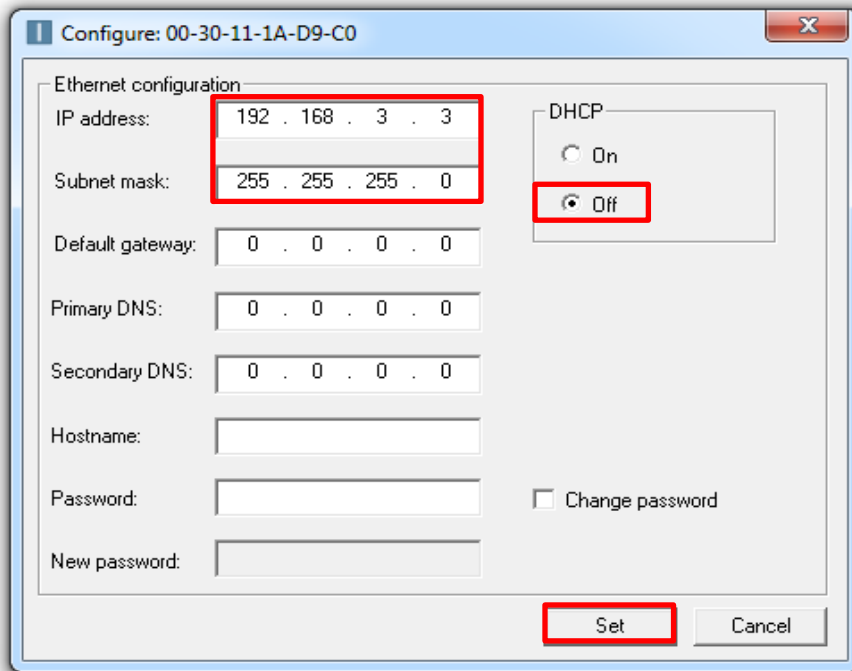 Configure: 00-30-11-1A-D9-C0
Ethernet configuration
IP address: 192 . 168 . 3 . 3
DHCP
On
Subnet mask: 255 . 255 . 255 . 0
Off
Default gateway: 0 . 0 . 0 . 0
Primary DNS: 0 . 0 . 0 . 0
Secondary DNS: 0 . 0 . 0 . 0
Hostname:
Password:
Change password
New password:
Set
Cancel